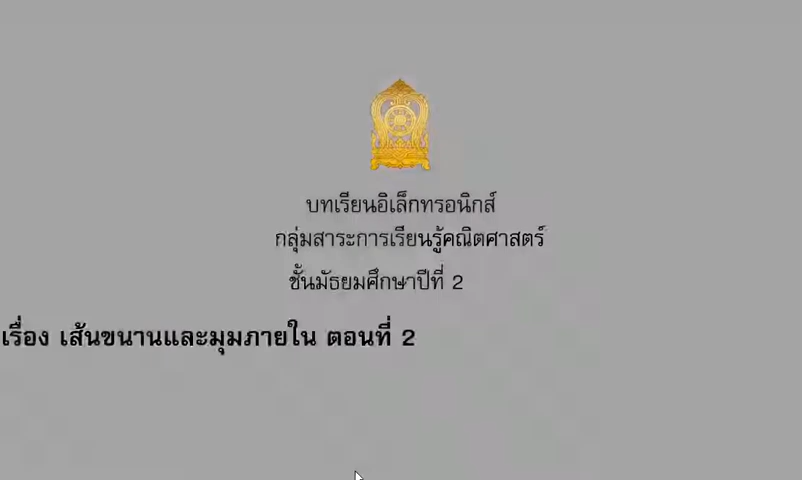 บทเรียนอิเล็กทรอนิกส์
กลุ่มสาระการเรียนรู้คณิตศาสตร์
ชั้นมัธยมศึกษาปีที่ 2
เรื่อง เส้นขนานและมุมภายใน ตอนที่ 2